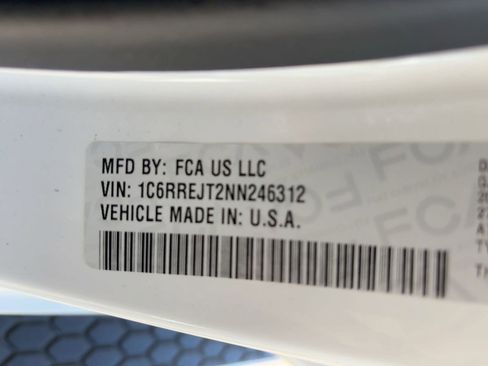 MFD BY: FCA US LLC
VIN: 1C6RREJT2NN246312
VEHICLE MADE IN: U.S.A.